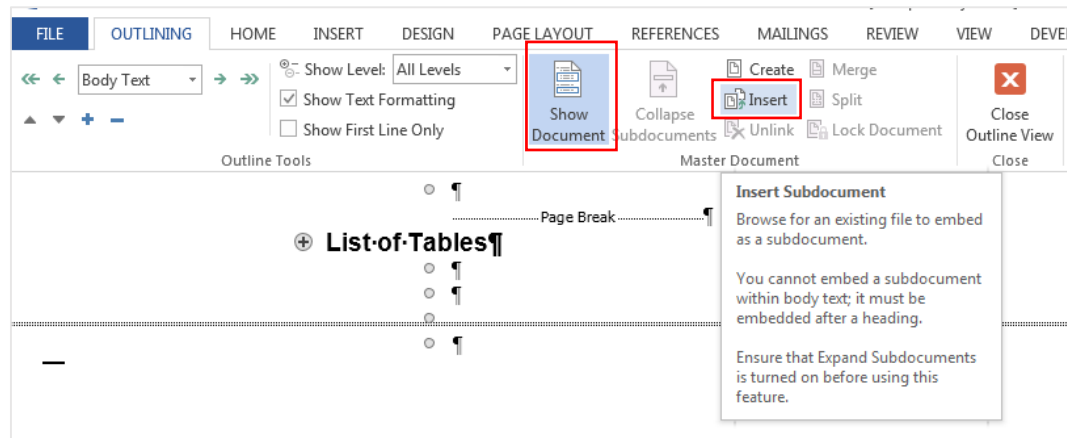 FILE OUTLINING HOME INSERT DESIGN PAGE LAYOUT REFERENCES MAILINGS REVIEW VIEW DEVE
Body Text
Show Level: All Levels
Show Text Formatting
Show First Line Only
Outline Tools
Show Document
Collapse Subdocuments
Create Merge
Insert Split
Unlink Lock Document
Master Document
Close Outline View
Close
¶
Page Break ¶
List·of·Tables¶
¶
¶
¶
Insert Subdocument
Browse for an existing file to embed
as a subdocument.
You cannot embed a subdocument
within body text; it must be
embedded after a heading.
Ensure that Expand Subdocuments
is turned on before using this
feature.